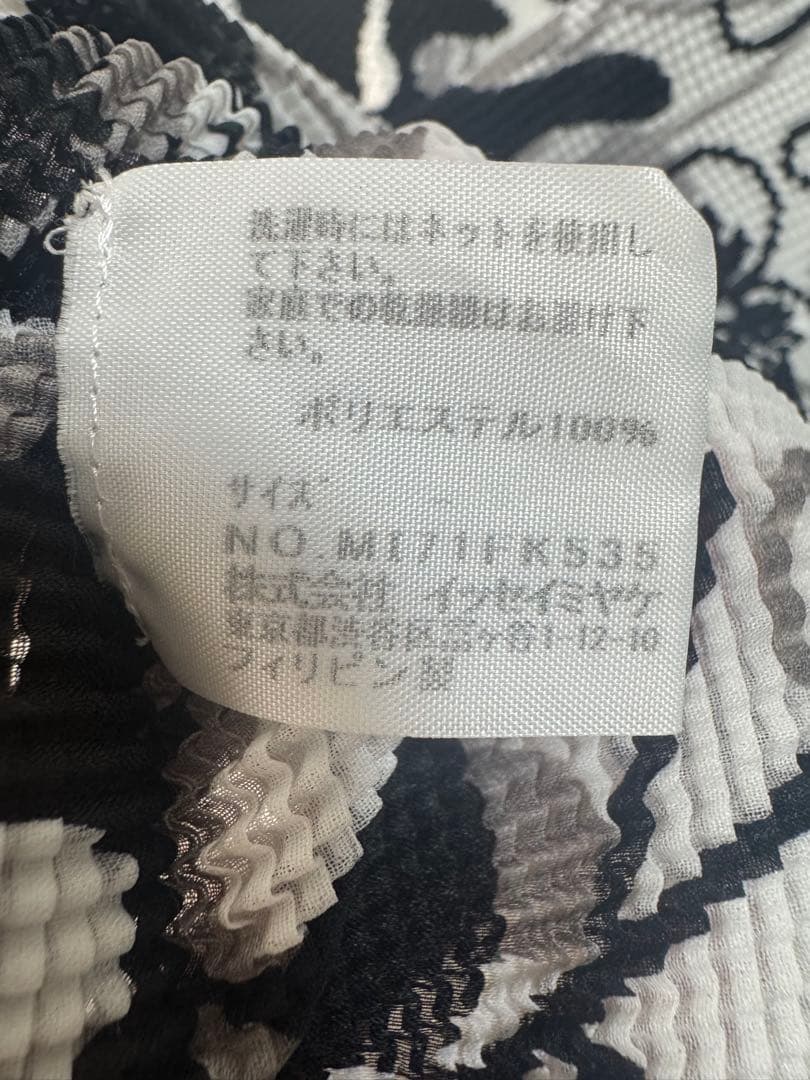 洗濯時にはネットを使用し
て下さい。
家庭での乾燥機はお避け下
さい。
ポリエステル100%
サイズ -
NO.MI71FK535
株式会社 イッセイミヤケ
東京都渋谷区富ヶ谷1-12-10
フィリピン製